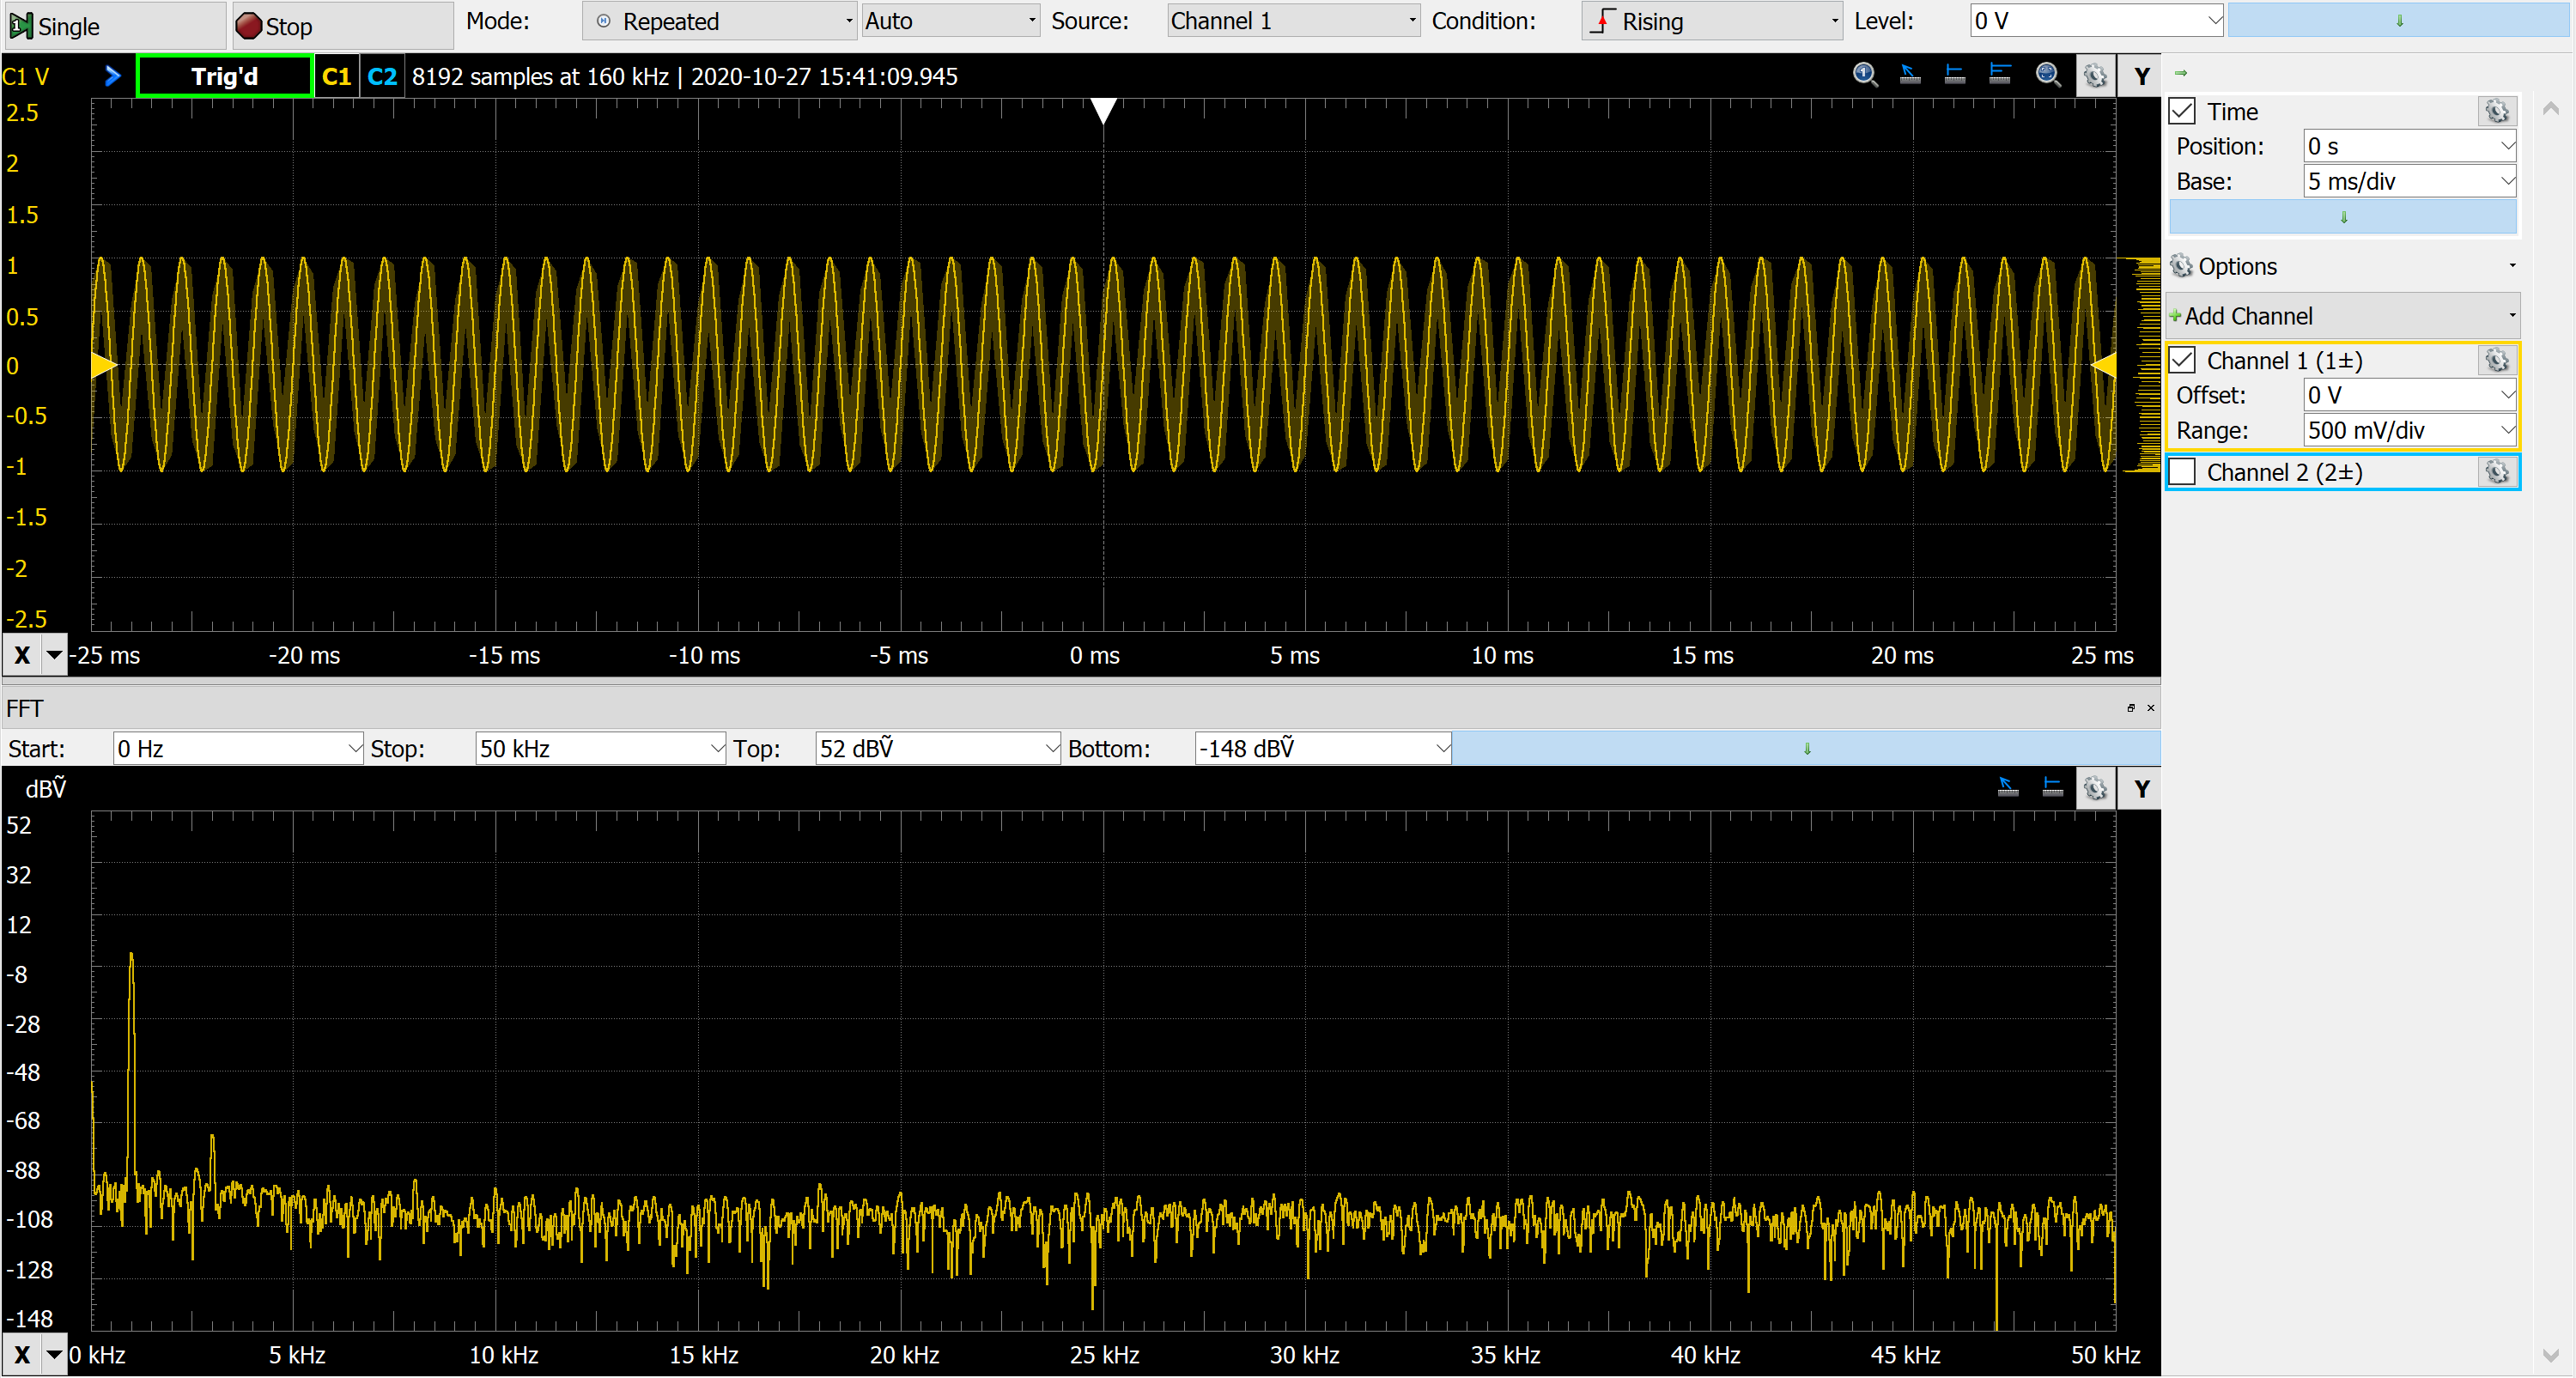 Single Stop Mode: Repeated Auto Source: Channel 1 Condition: Rising Level: 0 V
C1 V Trig'd C1 C2 8192 samples at 160 kHz | 2020-10-27 15:41:09.945 Y
2.5
2
1.5
1
0.5
0
-0.5
-1
-1.5
-2
-2.5
X -25 ms -20 ms -15 ms -10 ms -5 ms 0 ms 5 ms 10 ms 15 ms 20 ms 25 ms
Time
Position: 0 s
Base: 5 ms/div
Options
Add Channel
Channel 1 (1±)
Offset: 0 V
Range: 500 mV/div
Channel 2 (2±)
FFT
Start: 0 Hz Stop: 50 kHz Top: 52 dBṼ Bottom: -148 dBṼ
dBṼ Y
52
32
12
-8
-28
-48
-68
-88
-108
-128
-148
X 0 kHz 5 kHz 10 kHz 15 kHz 20 kHz 25 kHz 30 kHz 35 kHz 40 kHz 45 kHz 50 kHz